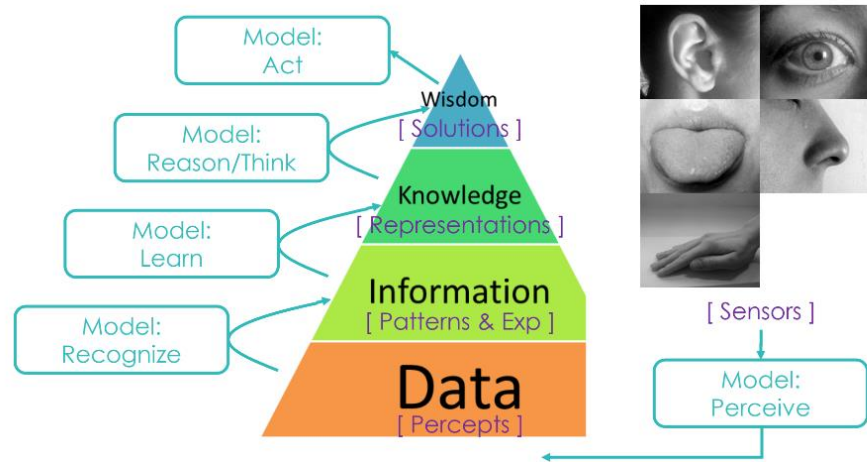 Model:
Act
Wisdom
[ Solutions ]
Model:
Reason/Think
Knowledge
[ Representations ]
Model:
Learn
Information
[ Patterns & Exp ]
Model:
Recognize
Data
[ Percepts ]
[ Sensors ]
Model:
Perceive